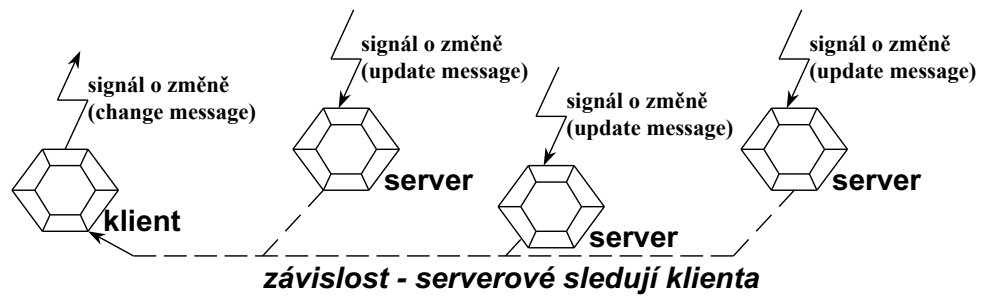 signál o změně
(change message)
klient
signál o změně
(update message)
server
signál o změně
(update message)
server
signál o změně
(update message)
server
závislost - serverové sledují klienta